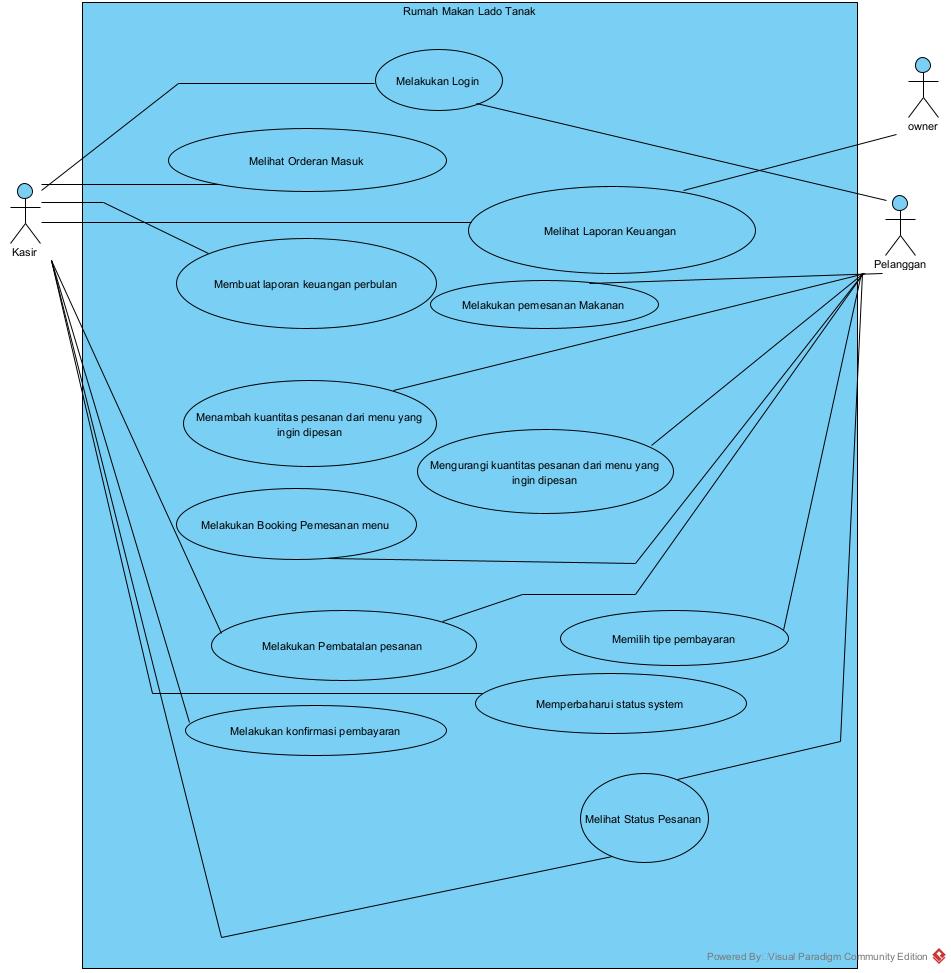 Rumah Makan Lado Tanak
Melakukan Login
owner
Melihat Orderan Masuk
Melihat Laporan Keuangan
Kasir
Pelanggan
Membuat laporan keuangan perbulan
Melakukan pemesanan Makanan
Menambah kuantitas pesanan dari menu yang
ingin dipesan
Mengurangi kuantitas pesanan dari menu yang
ingin dipesan
Melakukan Booking Pemesanan menu
Melakukan Pembatalan pesanan
Memilih tipe pembayaran
Memperbaharui status system
Melakukan konfirmasi pembayaran
Melihat Status Pesanan
Powered By: Visual Paradigm Community Edition